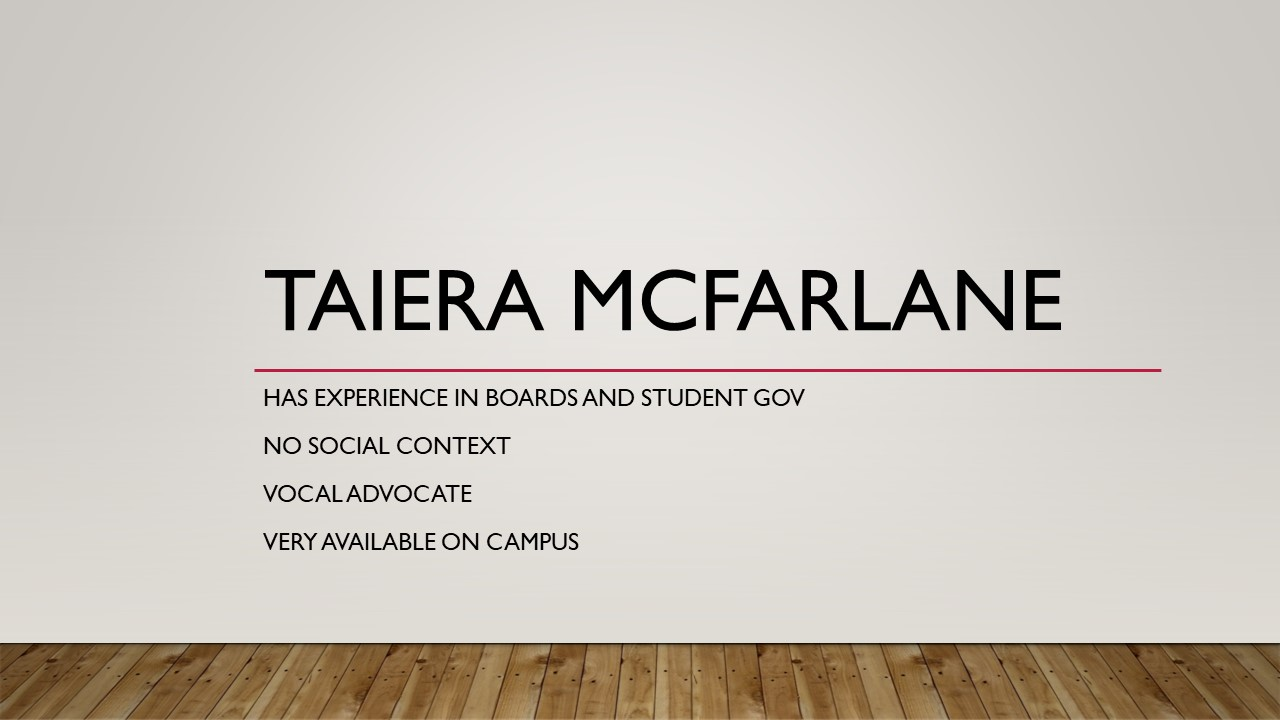 TAIERA MCFARLANE
HAS EXPERIENCE IN BOARDS AND STUDENT GOV
NO SOCIAL CONTEXT
VOCAL ADVOCATE
VERY AVAILABLE ON CAMPUS